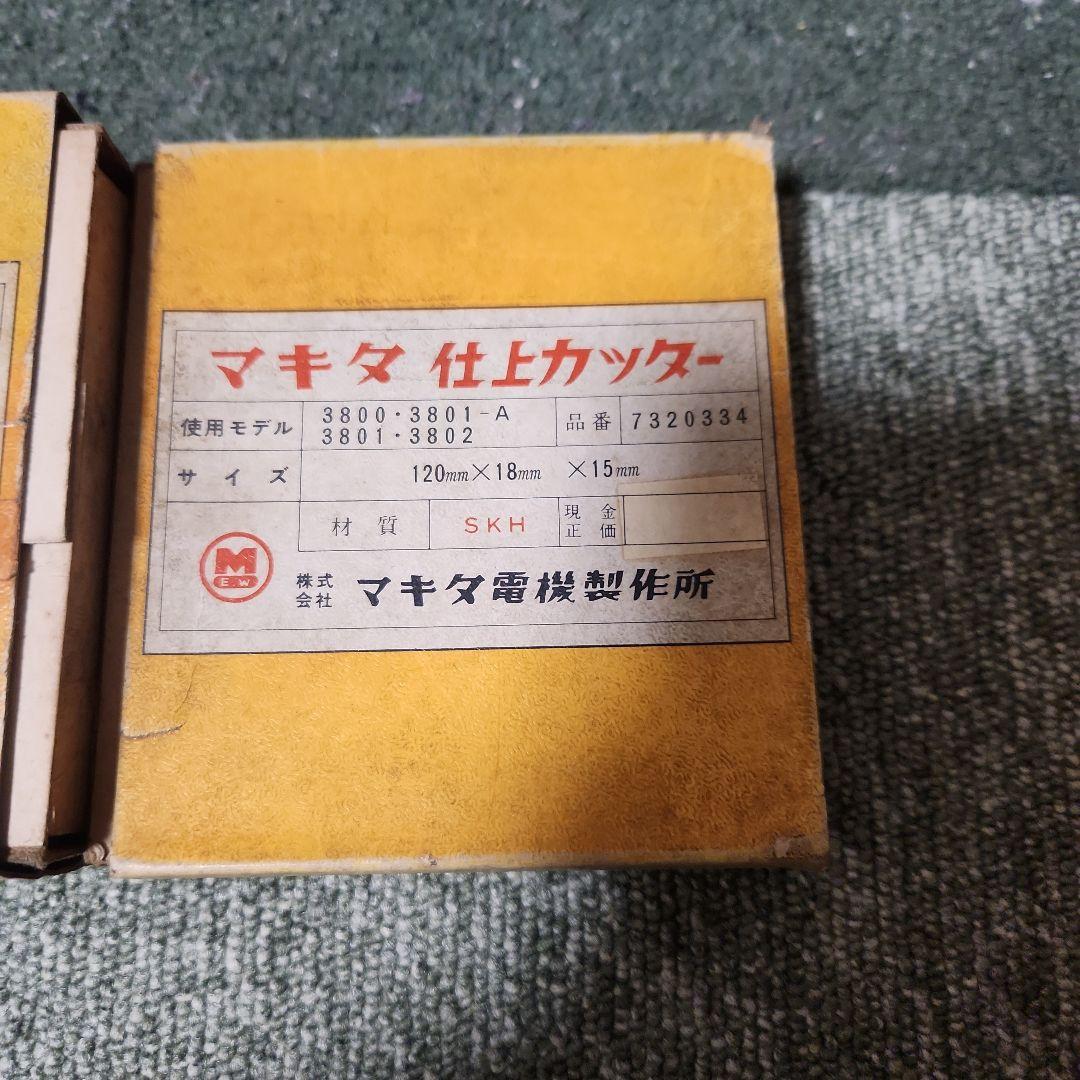 マキタ 仕上カッター
使用モデル 3800・3801-A
3801・3802
品番 7320334
サイズ 120mm×18mm ×15mm
材質 SKH 現金正価
M
E.W
株式会社 マキタ電機製作所